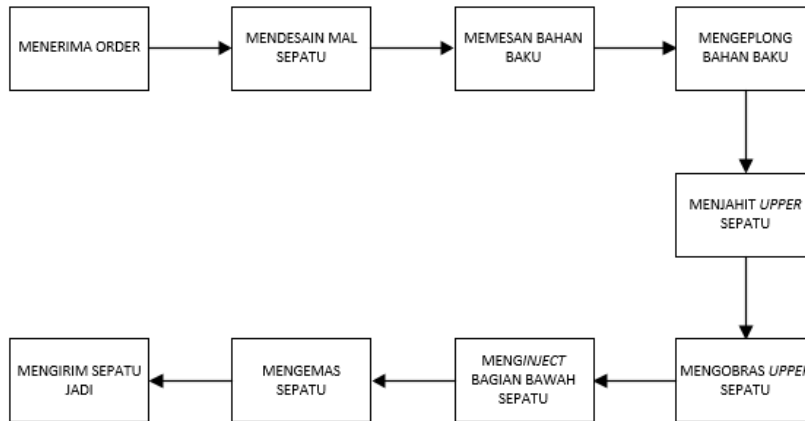 MENERIMA ORDER
MENDESAIN MAL
SEPATU
MEMESAN BAHAN
BAKU
MENGEPLONG
BAHAN BAKU
MENJAHIT UPPER
SEPATU
MENGOBRAS UPPER
SEPATU
MENGINJECT
BAGIAN BAWAH
SEPATU
MENGEMAS
SEPATU
MENGIRIM SEPATU
JADI